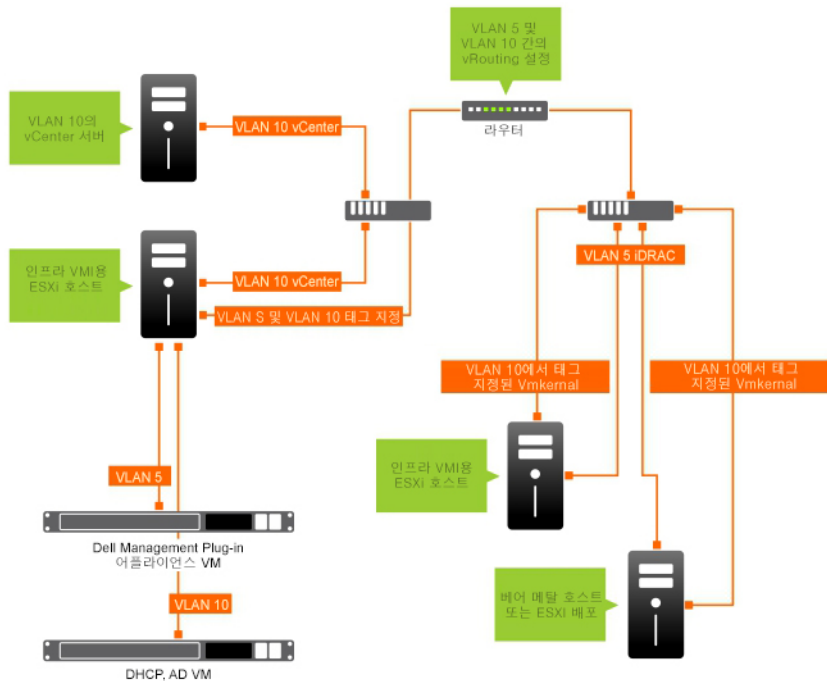 VLAN 5 및
VLAN 10 간의
vRouting 설정
라우터
VLAN 10의
vCenter 서버
VLAN 10 vCenter
인프라 VMI용
ESXi 호스트
VLAN 10 vCenter
VLAN S 및 VLAN 10 태그 지정
VLAN 5 iDRAC
VLAN 10에서 태그
지정된 Vmkernal
VLAN 10에서 태그
지정된 Vmkernal
인프라 VMI용
ESXi 호스트
VLAN 5
Dell Management Plug-in
어플라이언스 VM
베어 메탈 호스트
또는 ESXI 배포
VLAN 10
DHCP, AD VM